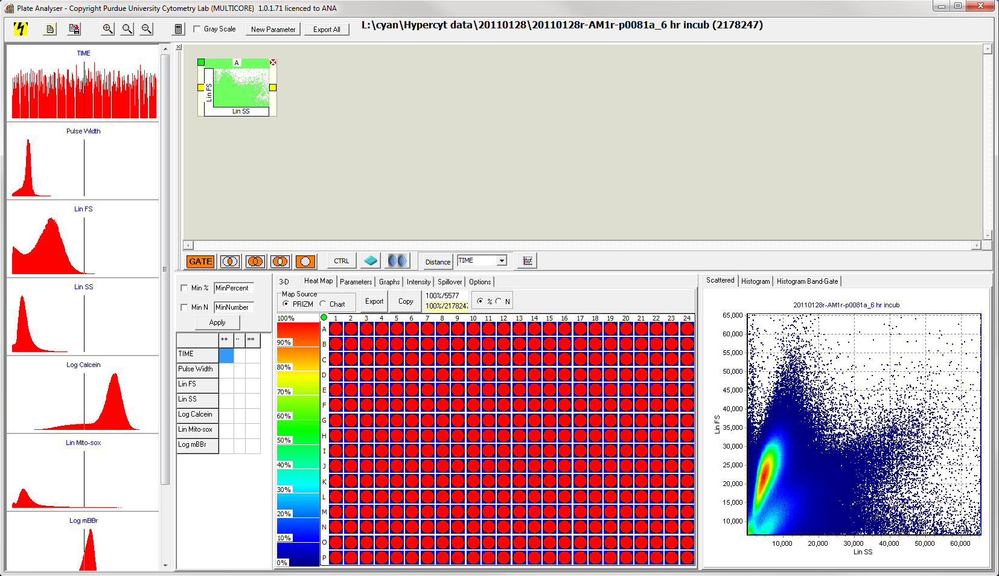 Plate Analyser - Copyright Purdue University Cytometry Lab (MULTICORE} 1.0.1.71 licenced to ANA
Gray Scale
New Parameter
Export All
L:\cyan\Hypercyt data\20110128\20110128r-AM1r-p0081a_6 hr incub (2178247)
TIME
Pulse Width
Lin FS
Lin SS
Log Calcein
Lin Mito-sox
Log mBBr
A
Lin FS
Lin SS
GATE
CTRL
Distance
TIME
Min %
MinPercent
Min N
MinNumber
Apply
++ -- ==
TIME
Pulse Width
Lin FS
Lin SS
Log Calcein
Lin Mito-sox
Log mBBr
3-D Heat Map Parameters Graphs Intensity Spillover Options
Map Source
PRIZM Chart
Export
Copy
100%/5577
100%/2178247
% N
100%
90%
80%
70%
60%
50%
40%
30%
20%
10%
0%
1 2 3 4 5 6 7 8 9 10 11 12 13 14 15 16 17 18 19 20 21 22 23 24
A
B
C
D
E
F
G
H
I
J
K
L
M
N
O
P
Scattered Histogram Histogram Band-Gate
20110128r-AM1r-p0081a_6 hr incub
65,000
60,000
55,000
50,000
45,000
40,000
35,000
30,000
25,000
20,000
15,000
10,000
Lin FS
10,000 20,000 30,000 40,000 50,000 60,000
Lin SS